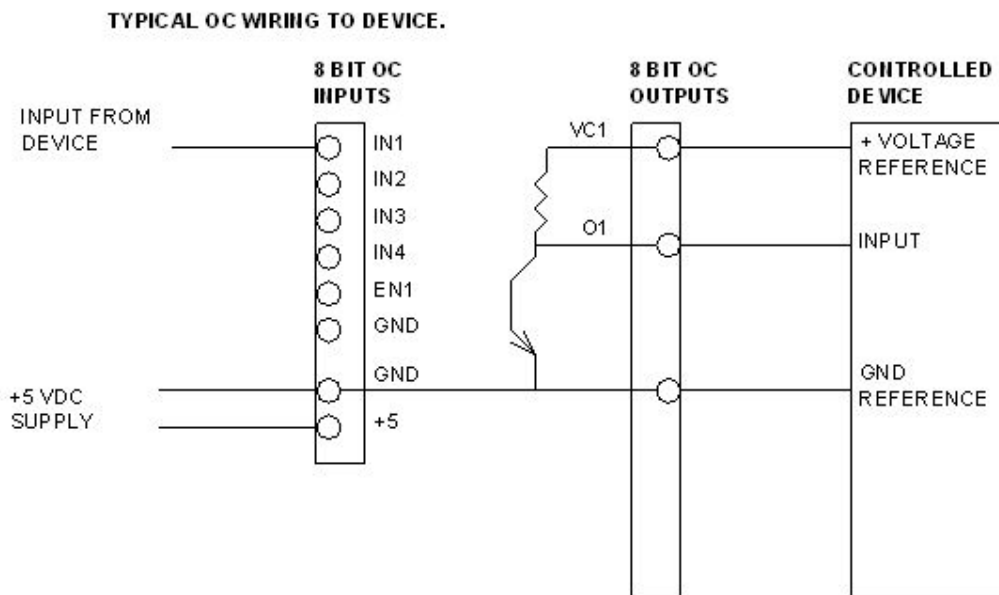 TYPICAL OC WIRING TO DEVICE.
8 BIT OC
INPUTS
8 BIT OC
OUTPUTS
CONTROLLED
DEVICE
INPUT FROM
DEVICE
IN1
IN2
IN3
IN4
EN1
GND
GND
+5
+5 VDC
SUPPLY
VC1
O1
+ VOLTAGE
REFERENCE
INPUT
GND
REFERENCE